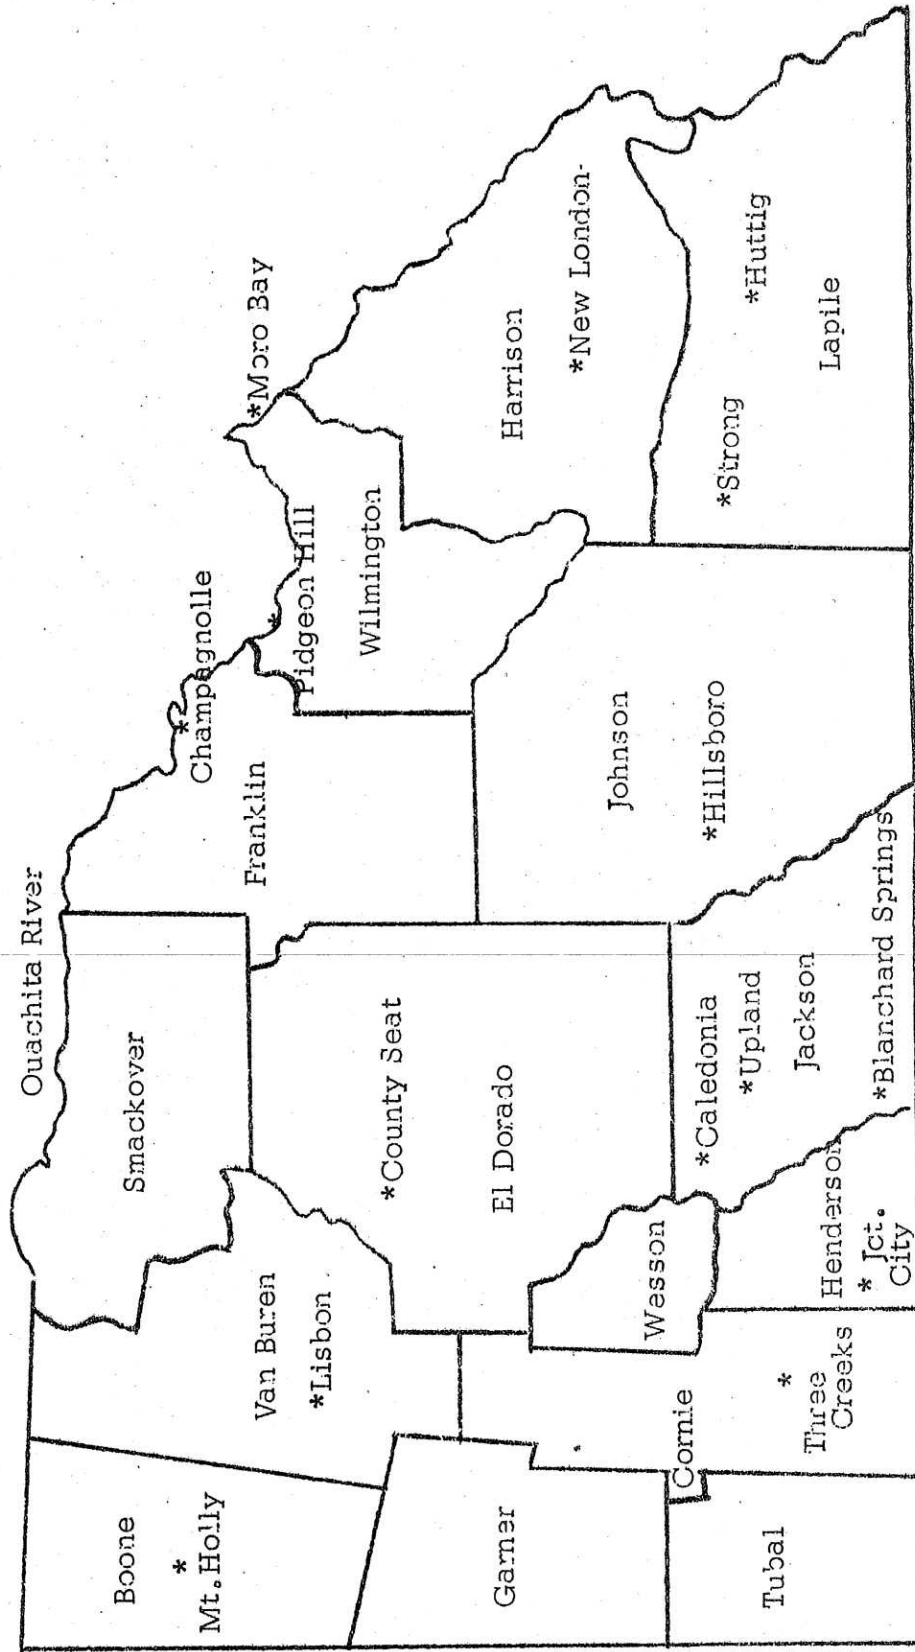 Ouachita River
Smackover
*
Champagnolle
*Moro Bay
Boone
*
Mt.Holly
Van Buren
*Lisbon
Franklin
*
Pidgeon Hill
Wilmington
*County Seat
El Dorado
Harrison
*New London
Garner
Cornie
Wesson
Johnson
*Hillsboro
*Caledonia
*Upland
Jackson
*Strong
*Huttig
Lapile
Tubal
*
Three
Creeks
Henderson
* Jct.
City
*Blanchard Springs